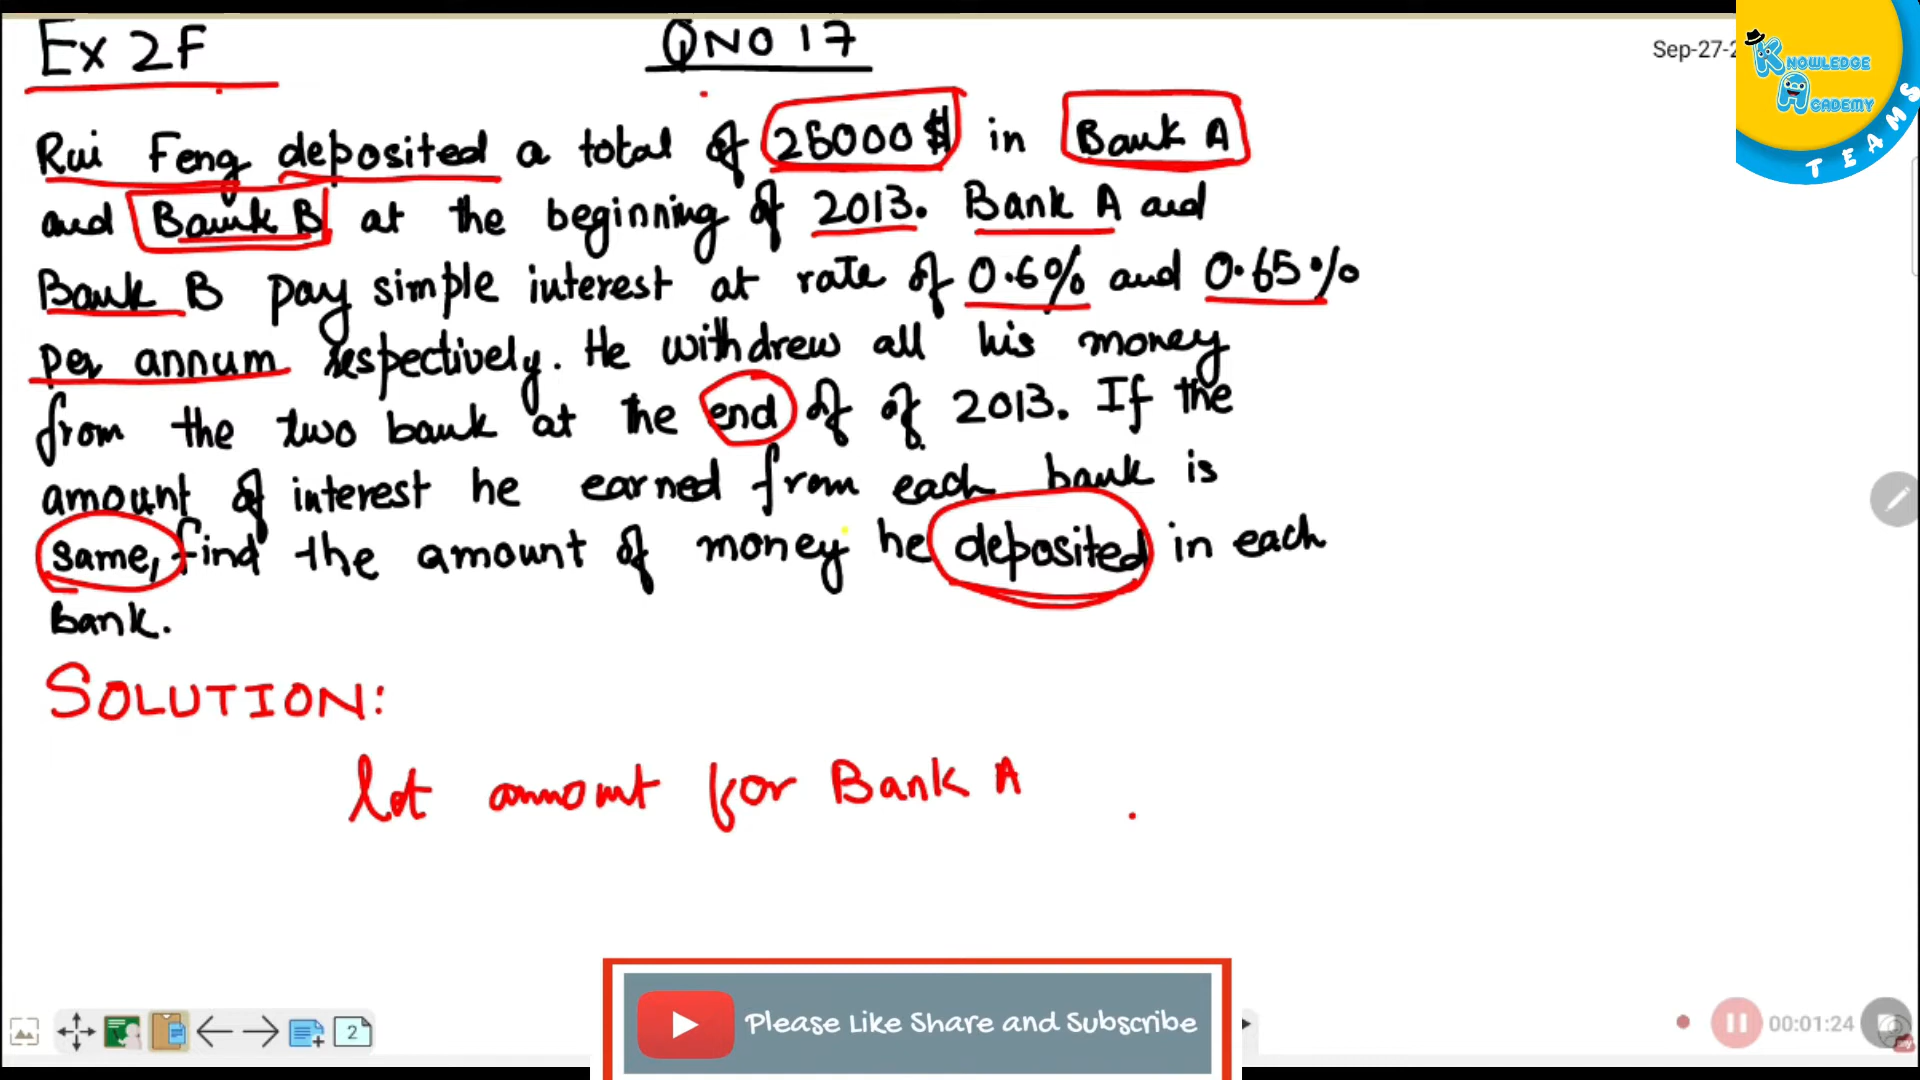 Ex 2F
QNO 17
Sep-27-2
KNOWLEDGE
ACADEMY
TEAMS
Rui Feng deposited a total of 25000 $ in Bank A
and Bank B at the beginning of 2013. Bank A and
Bank B pay simple interest at rate of 0.6% and 0.65%
per annum respectively. He withdrew all his money
from the two bank at the end of of 2013. If the
amount of interest he earned from each bank is
same, find the amount of money he deposited in each
bank.
SOLUTION:
let amount for Bank A
2
Please Like Share and Subscribe
00:01:24